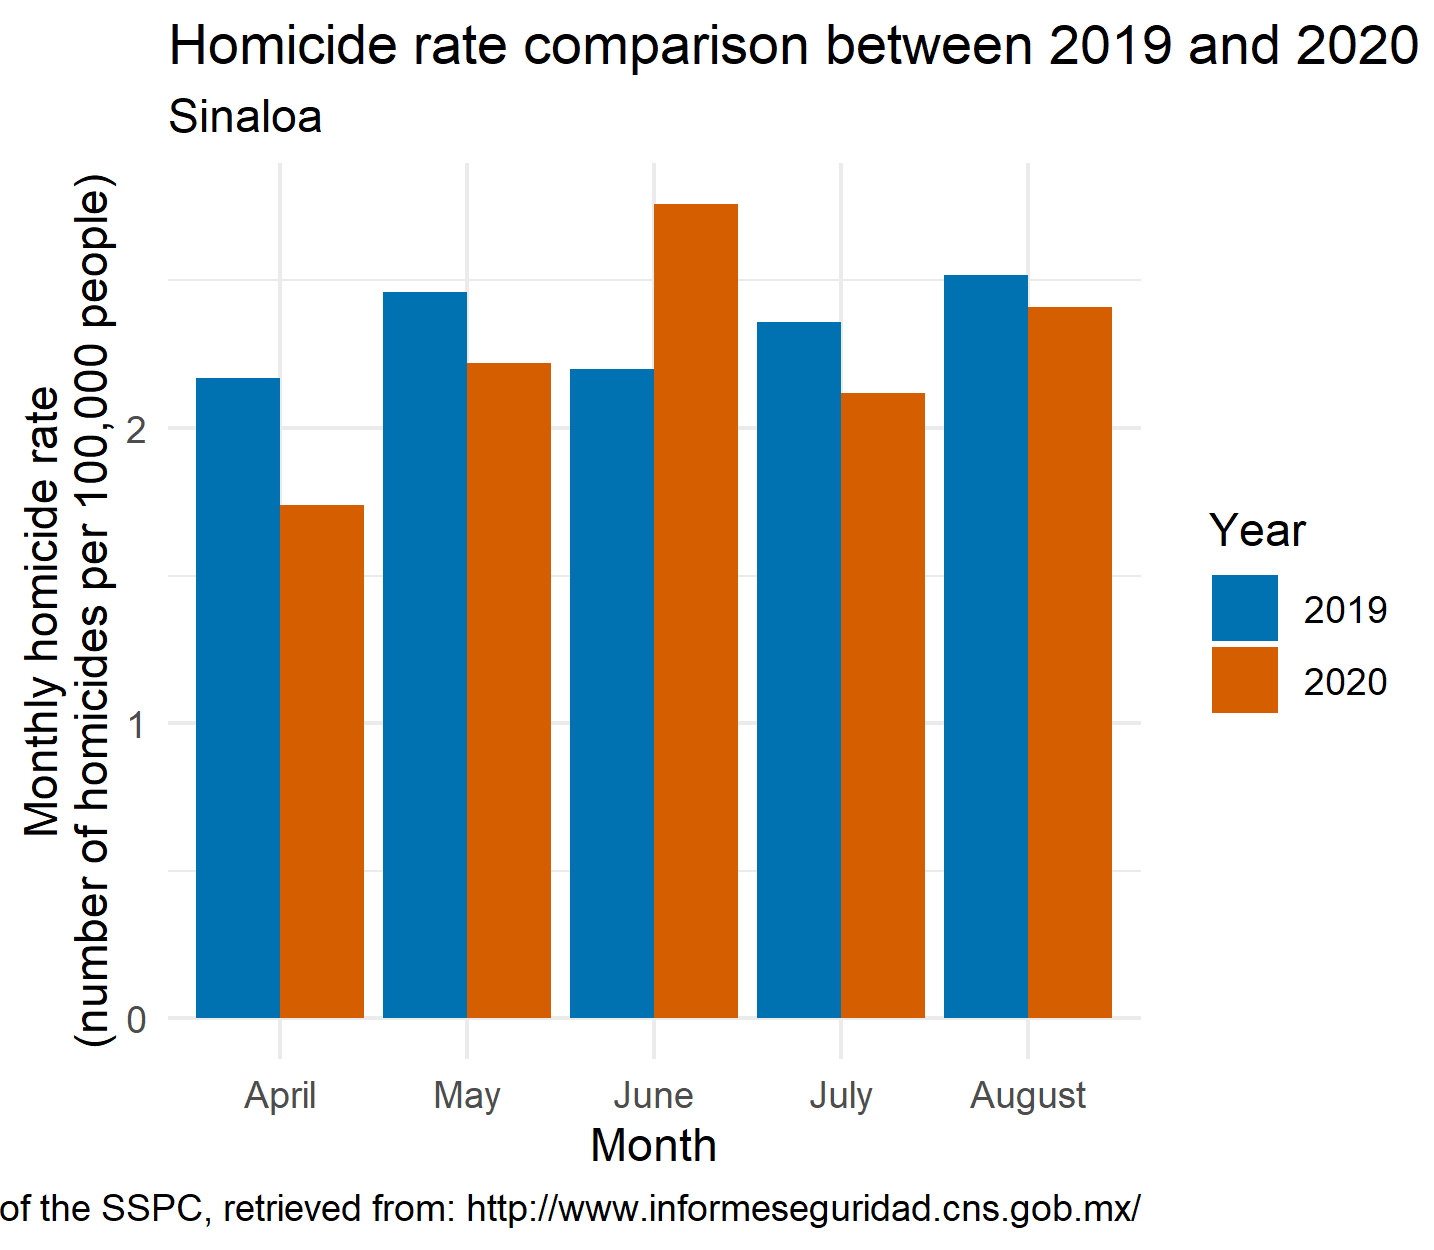 Homicide rate comparison between 2019 and 2020
Sinaloa
Monthly homicide rate
(number of homicides per 100,000 people)
2
1
0
April May June July August
Month
Year
2019
2020
of the SSPC, retrieved from: http://www.informeseguridad.cns.gob.mx/